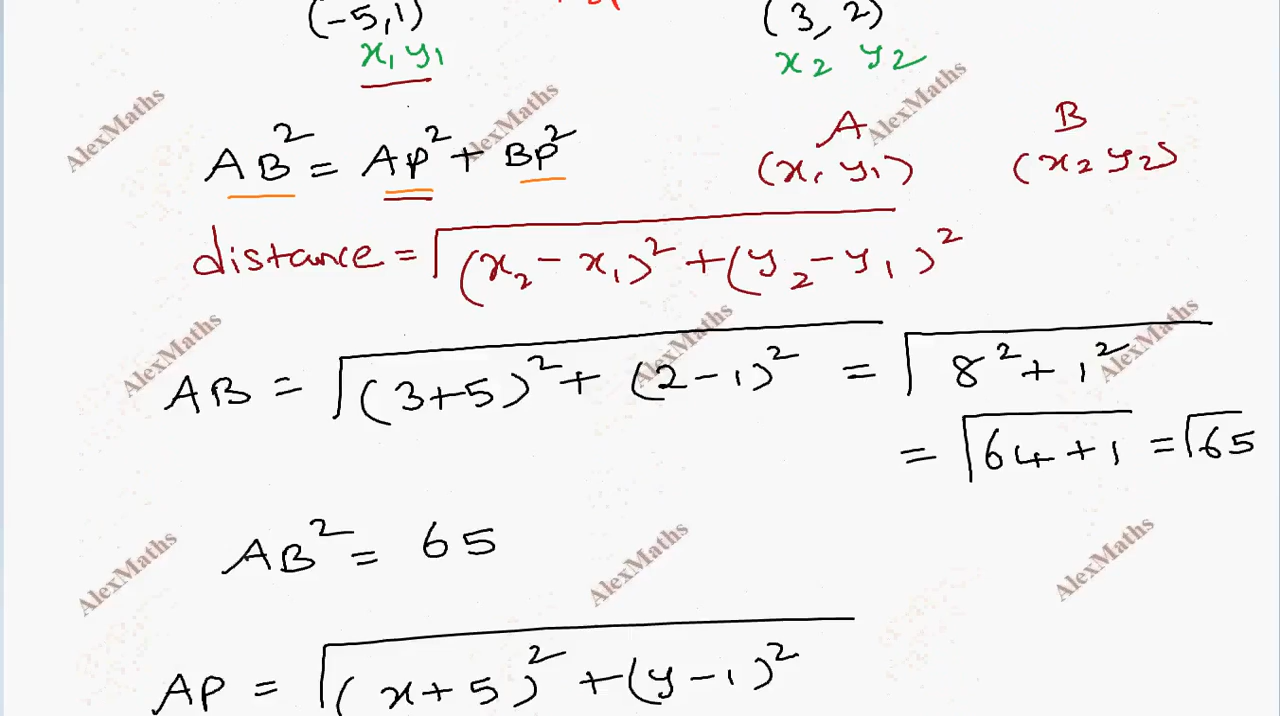 (-5,1) (3, 2)
x₁ y₁ x₂ y₂
A B
AB² = AP² + BP² (x₁ y₁) (x₂ y₂)
distance = √(x₂ - x₁)² + (y₂ - y₁)²
AB = √(3+5)² + (2-1)² = √8² + 1²
= √64+1 = √65
AB² = 65
AP = √(x+5)² + (y-1)²
AlexMaths
AlexMaths
AlexMaths
AlexMaths
AlexMaths
AlexMaths
AlexMaths
AlexMaths
AlexMaths